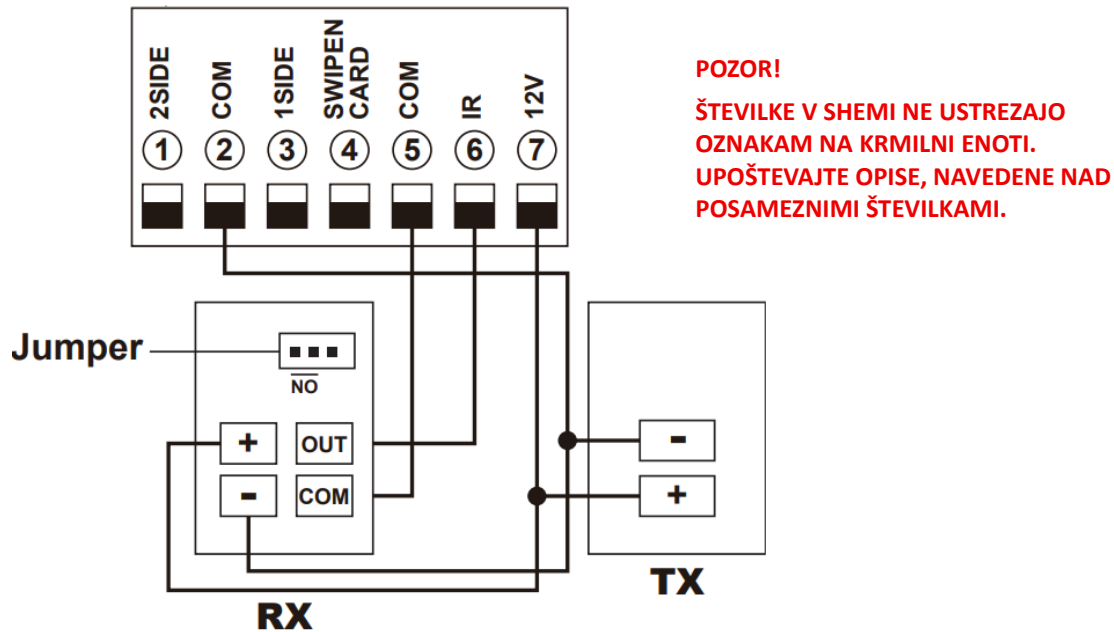 2SIDE
COM
1SIDE
SWIPEN
CARD
COM
IR
12V
1
2
3
4
5
6
7
POZOR!
ŠTEVILKE V SHEMI NE USTREZAJO
OZNAKAM NA KRMILNI ENOTI.
UPOŠTEVAJTE OPISE, NAVEDENE NAD
POSAMEZNIMI ŠTEVILKAMI.
Jumper
NO
+
OUT
-
COM
RX
-
+
TX